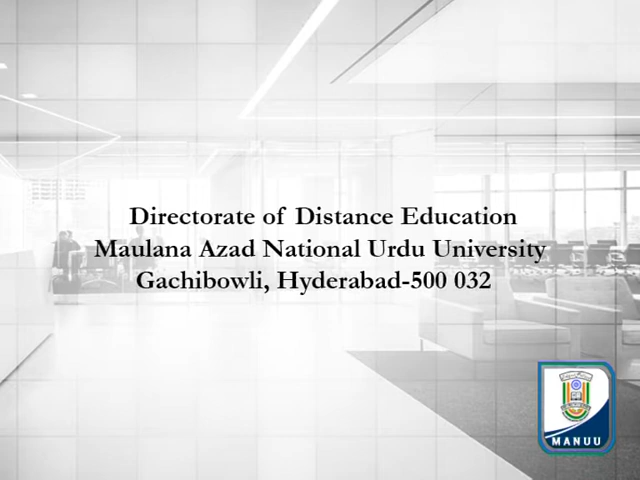 Directorate of Distance Education
Maulana Azad National Urdu University
Gachibowli, Hyderabad-500 032
MANUU